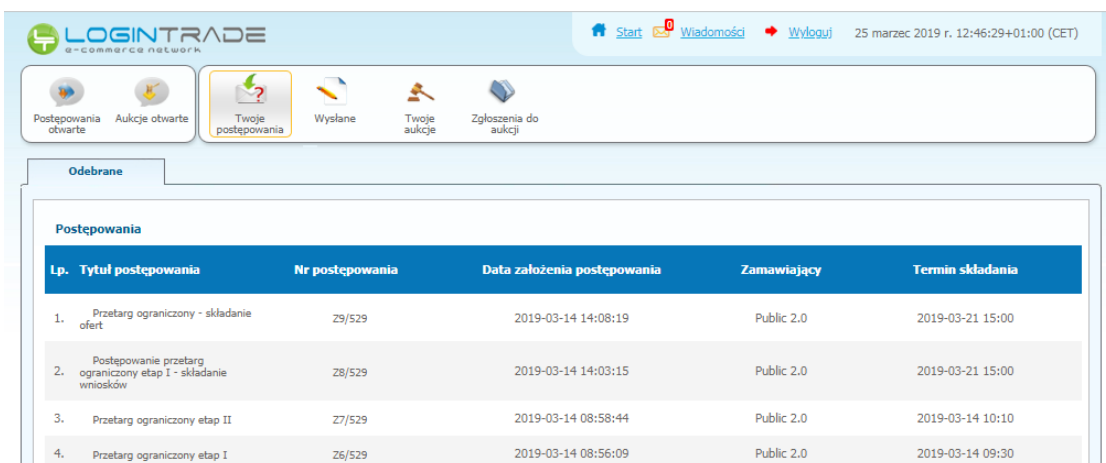 LOGINTRADE
e-commerce network
Start 0 Wiadomości Wyloguj 25 marzec 2019 r. 12:46:29+01:00 (CET)
Postępowania otwarte
Aukcje otwarte
Twoje postępowania
Wysłane
Twoje aukcje
Zgłoszenia do aukcji
Odebrane
Postępowania
Lp. Tytuł postępowania Nr postępowania Data założenia postępowania Zamawiający Termin składania
1. Przetarg ograniczony - składanie ofert Z9/529 2019-03-14 14:08:19 Public 2.0 2019-03-21 15:00
2. Postępowanie przetarg ograniczony etap I - składanie wniosków Z8/529 2019-03-14 14:03:15 Public 2.0 2019-03-21 15:00
3. Przetarg ograniczony etap II Z7/529 2019-03-14 08:58:44 Public 2.0 2019-03-14 10:10
4. Przetarg ograniczony etap I Z6/529 2019-03-14 08:56:09 Public 2.0 2019-03-14 09:30